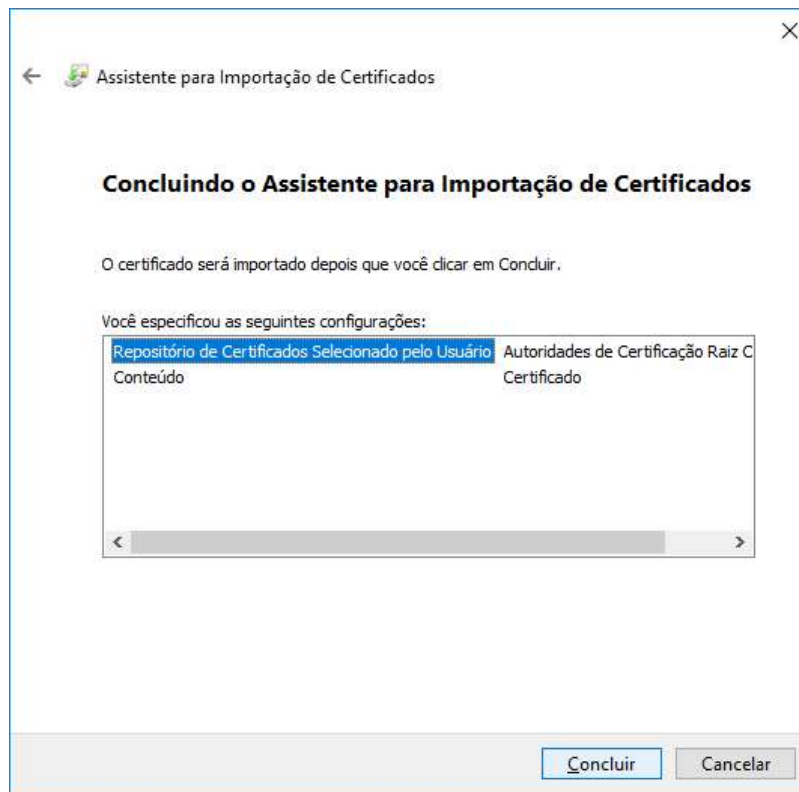 Assistente para Importação de Certificados
Concluindo o Assistente para Importação de Certificados
O certificado será importado depois que você clicar em Concluir.
Você especificou as seguintes configurações:
Repositório de Certificados Selecionado pelo Usuário Autoridades de Certificação Raiz C
Conteúdo Certificado
Concluir Cancelar